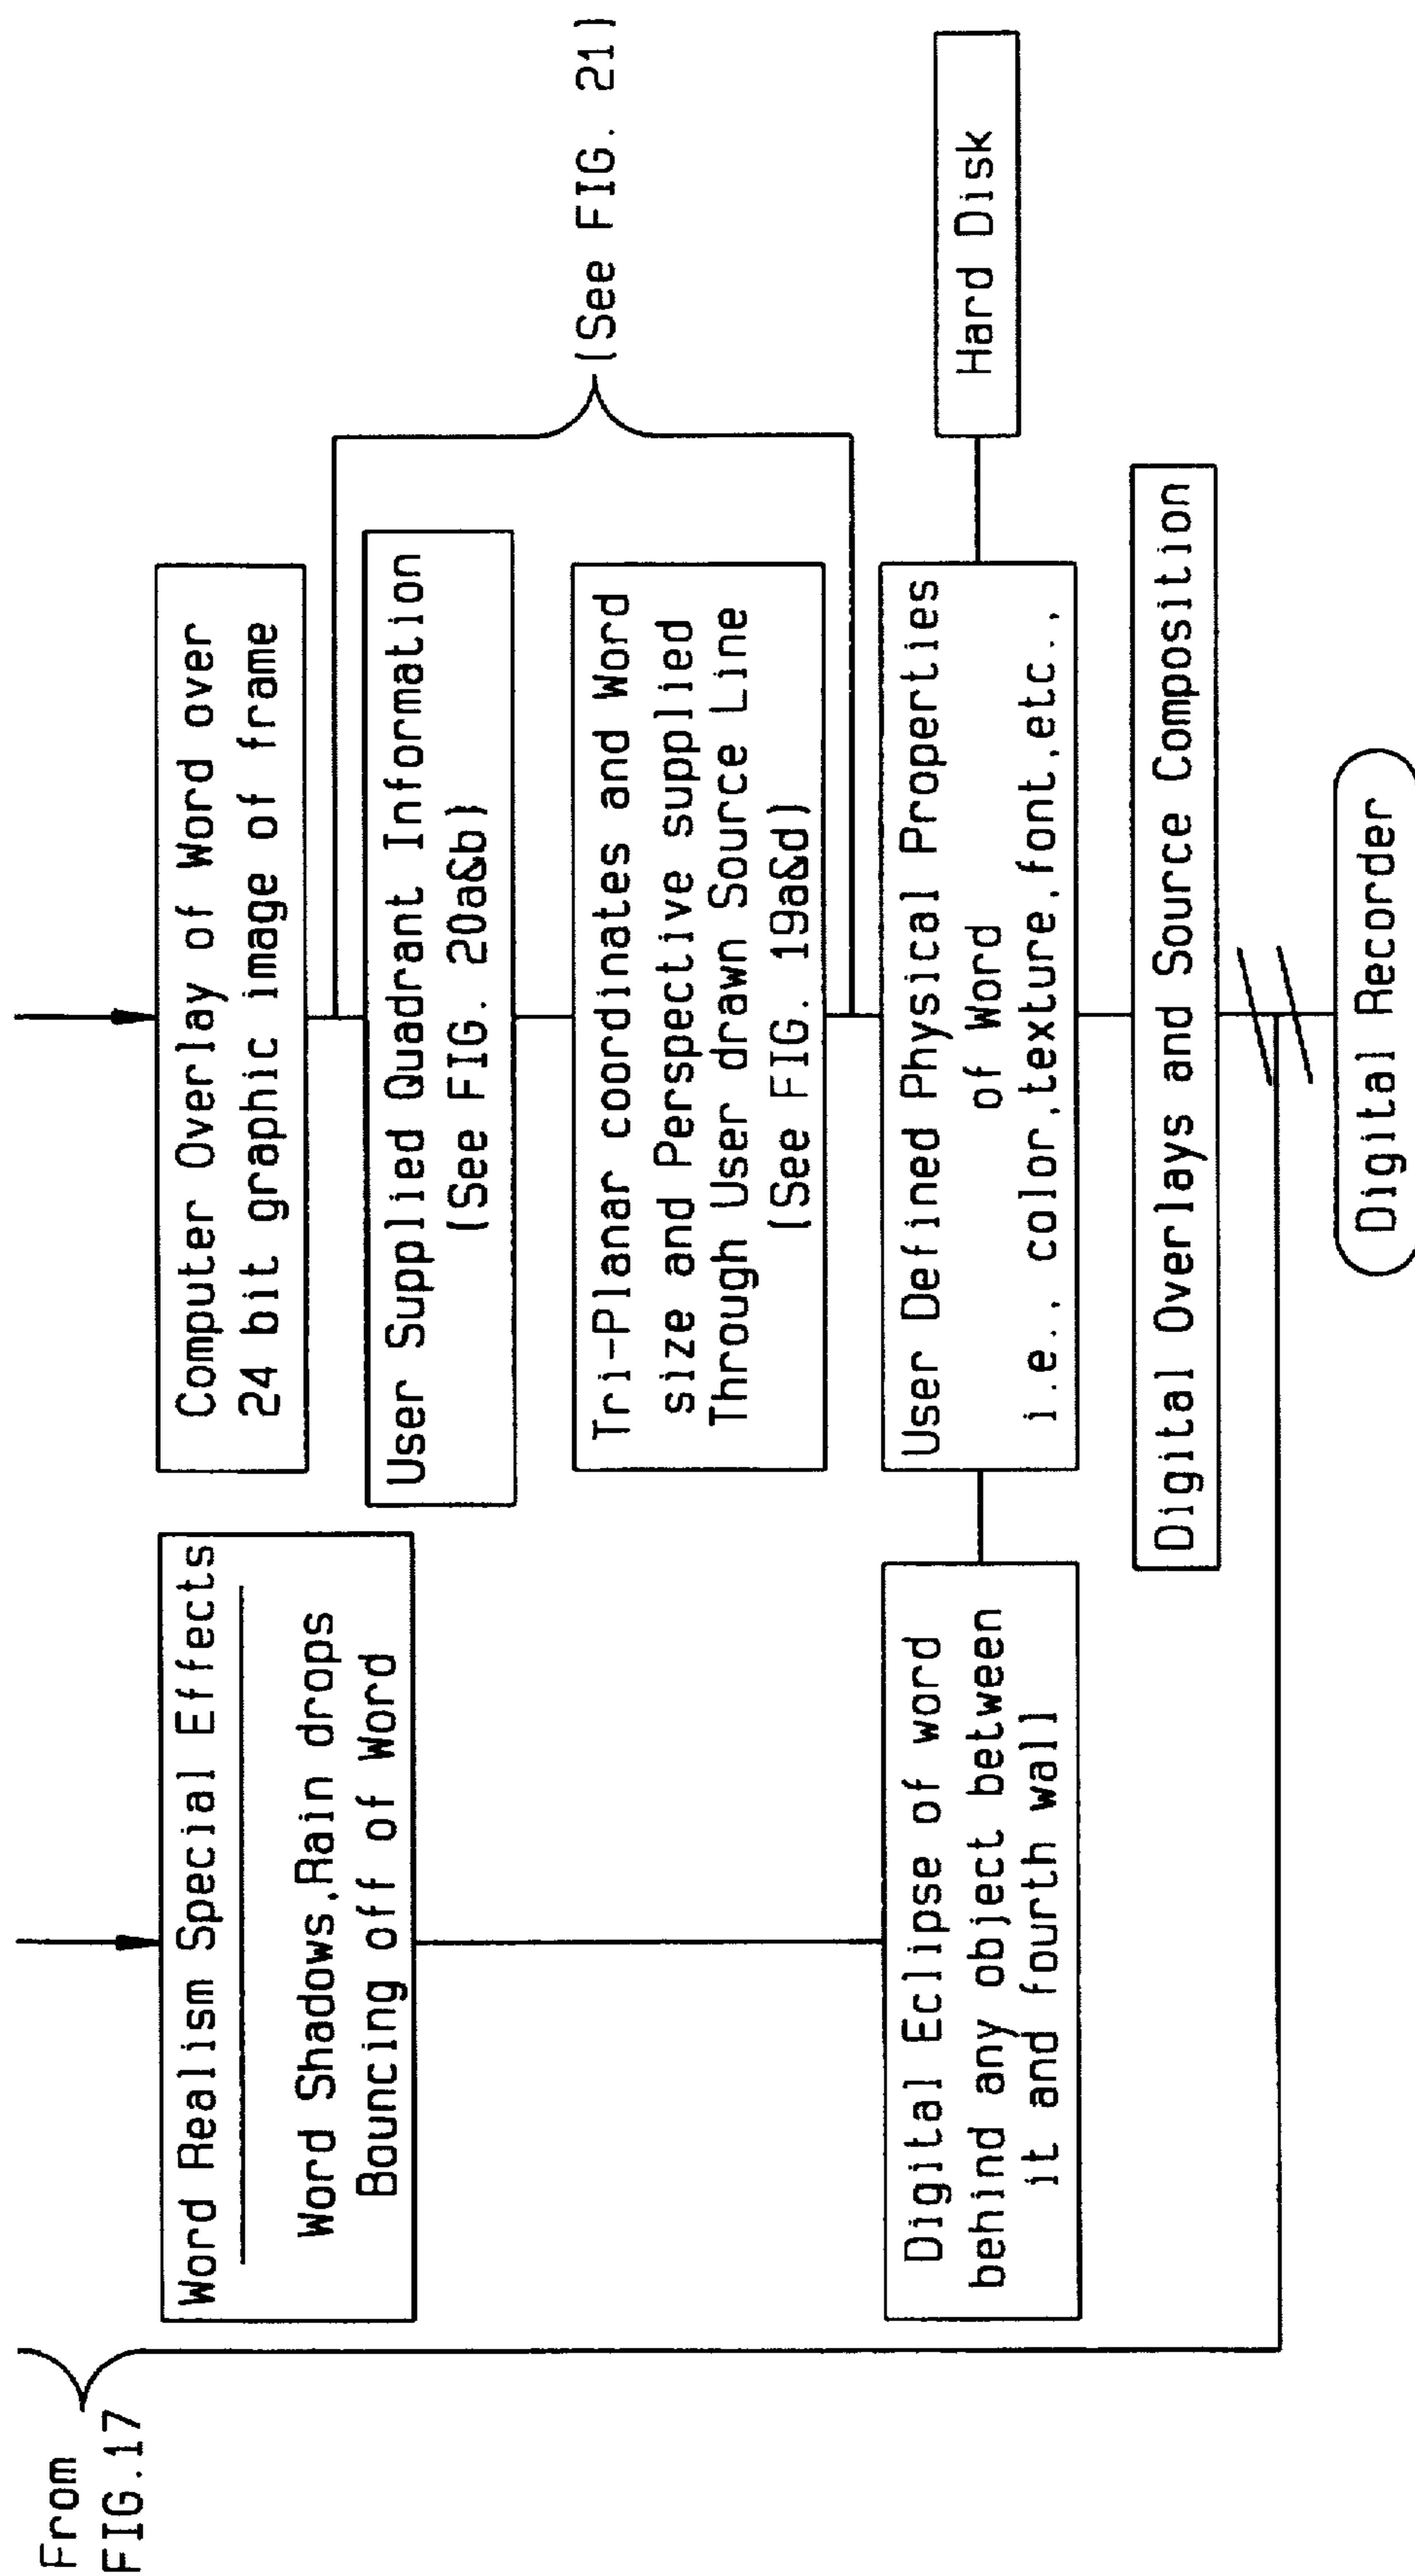 From
FIG.17
Word Realism Special Effects
Word Shadows,Rain drops
Bouncing off of Word
Computer Overlay of Word over
24 bit graphic image of frame
User Supplied Quadrant Information
(See FIG. 20a&b)
Tri-Planar coordinates and Word
size and Perspective supplied
Through User drawn Source Line
(See FIG. 19a&d)
(See FIG. 21)
Digital Eclipse of word
behind any object between
it and fourth wall
User Defined Physical Properties
of Word
i.e., color,texture,font,etc.,
Hard Disk
Digital Overlays and Source Composition
Digital Recorder